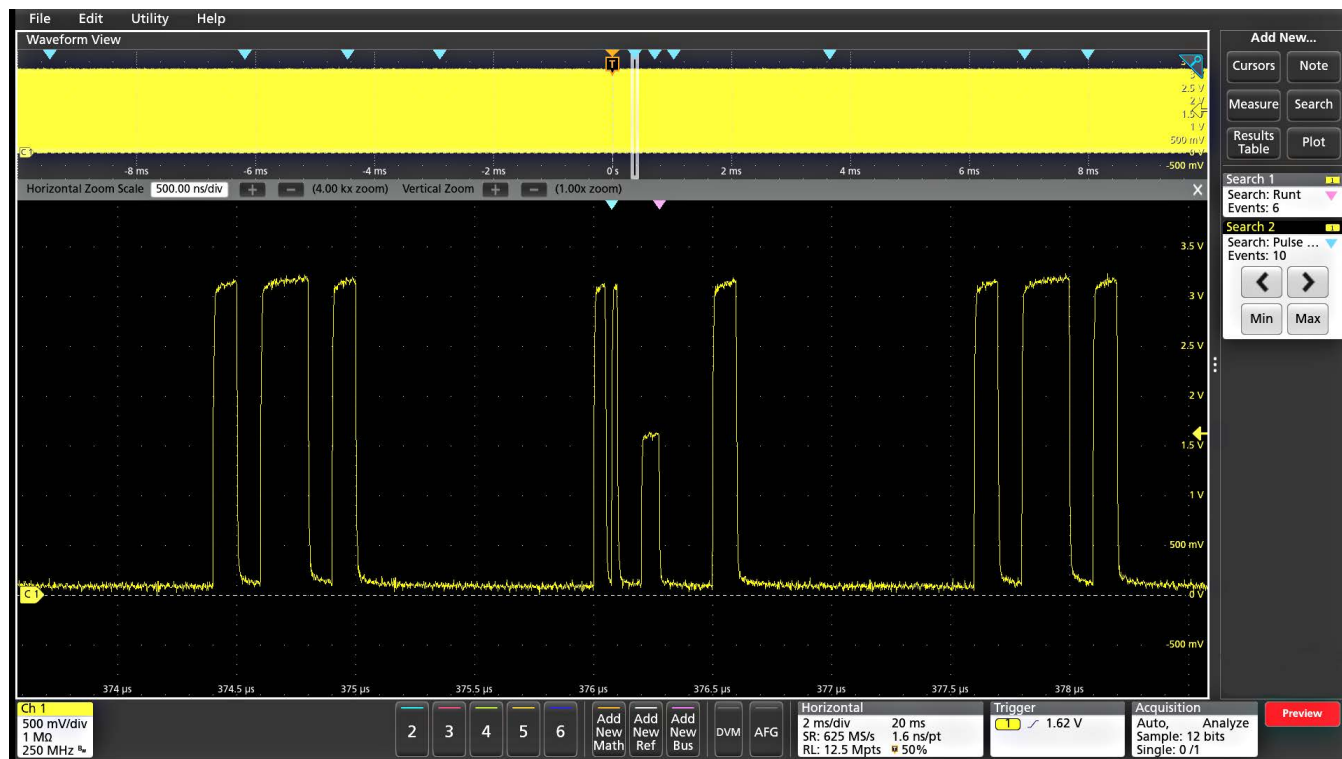 File Edit Utility Help
Waveform View
Add New...
Cursors Note
Measure Search
Results Table Plot
T
2.5 V
2 V
1.5 V
1 V
500 mV
0 V
-500 mV
C 1
-8 ms -6 ms -4 ms -2 ms 0 s 2 ms 4 ms 6 ms 8 ms
Horizontal Zoom Scale 500.00 ns/div + − (4.00 kx zoom) Vertical Zoom + − (1.00x zoom) X
Search 1 1
Search: Runt
Events: 6
Search 2 1
Search: Pulse ...
Events: 10
< >
Min Max
3.5 V
3 V
2.5 V
2 V
1.5 V
1 V
500 mV
0 V
-500 mV
C 1
374 µs 374.5 µs 375 µs 375.5 µs 376 µs 376.5 µs 377 µs 377.5 µs 378 µs
Ch 1
500 mV/div
1 MΩ
250 MHz
2 3 4 5 6
Add New Math
Add New Ref
Add New Bus
DVM AFG
Horizontal
2 ms/div 20 ms
SR: 625 MS/s 1.6 ns/pt
RL: 12.5 Mpts 50%
Trigger
1 1.62 V
Acquisition
Auto, Analyze
Sample: 12 bits
Single: 0 /1
Preview